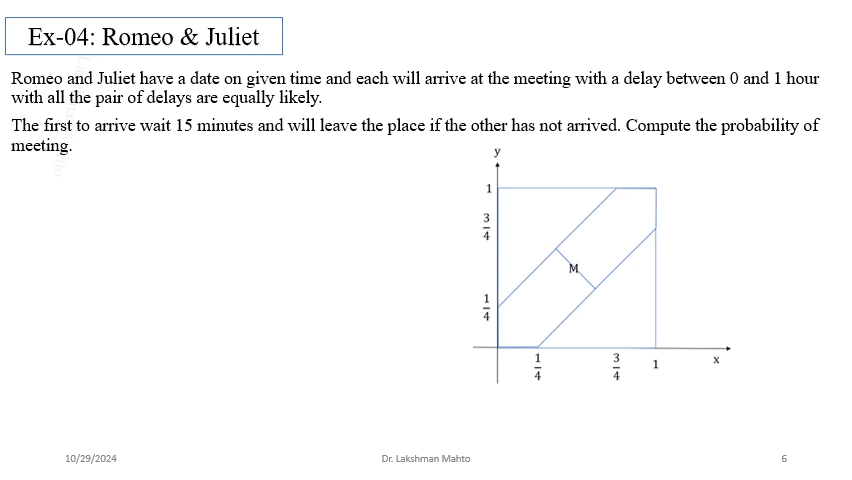 Ex-04: Romeo & Juliet
Romeo and Juliet have a date on given time and each will arrive at the meeting with a delay between 0 and 1 hour
with all the pair of delays are equally likely.
The first to arrive wait 15 minutes and will leave the place if the other has not arrived. Compute the probability of
meeting.
y
1
3/4
M
1/4
1/4
3/4
1
x
10/29/2024
Dr. Lakshman Mahto
6